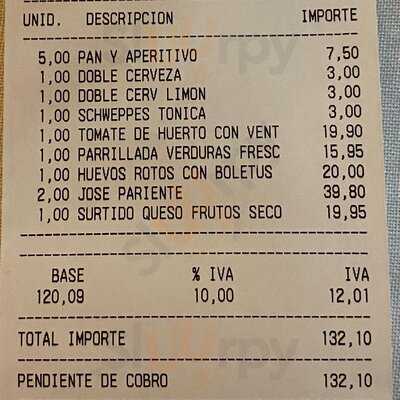 UNID. DESCRIPCION IMPORTE
5,00 PAN Y APERITIVO 7,50
1,00 DOBLE CERVEZA 3,00
1,00 DOBLE CERV LIMON 3,00
1,00 SCHWEPPES TONICA 3,00
1,00 TOMATE DE HUERTO CON VENT 19,90
1,00 PARRILLADA VERDURAS FRESC 15,95
1,00 HUEVOS ROTOS CON BOLETUS 20,00
2,00 JOSE PARIENTE 39,80
1,00 SURTIDO QUESO FRUTOS SECO 19,95
BASE % IVA IVA
120,09 10,00 12,01
TOTAL IMPORTE 132,10
PENDIENTE DE COBRO 132,10